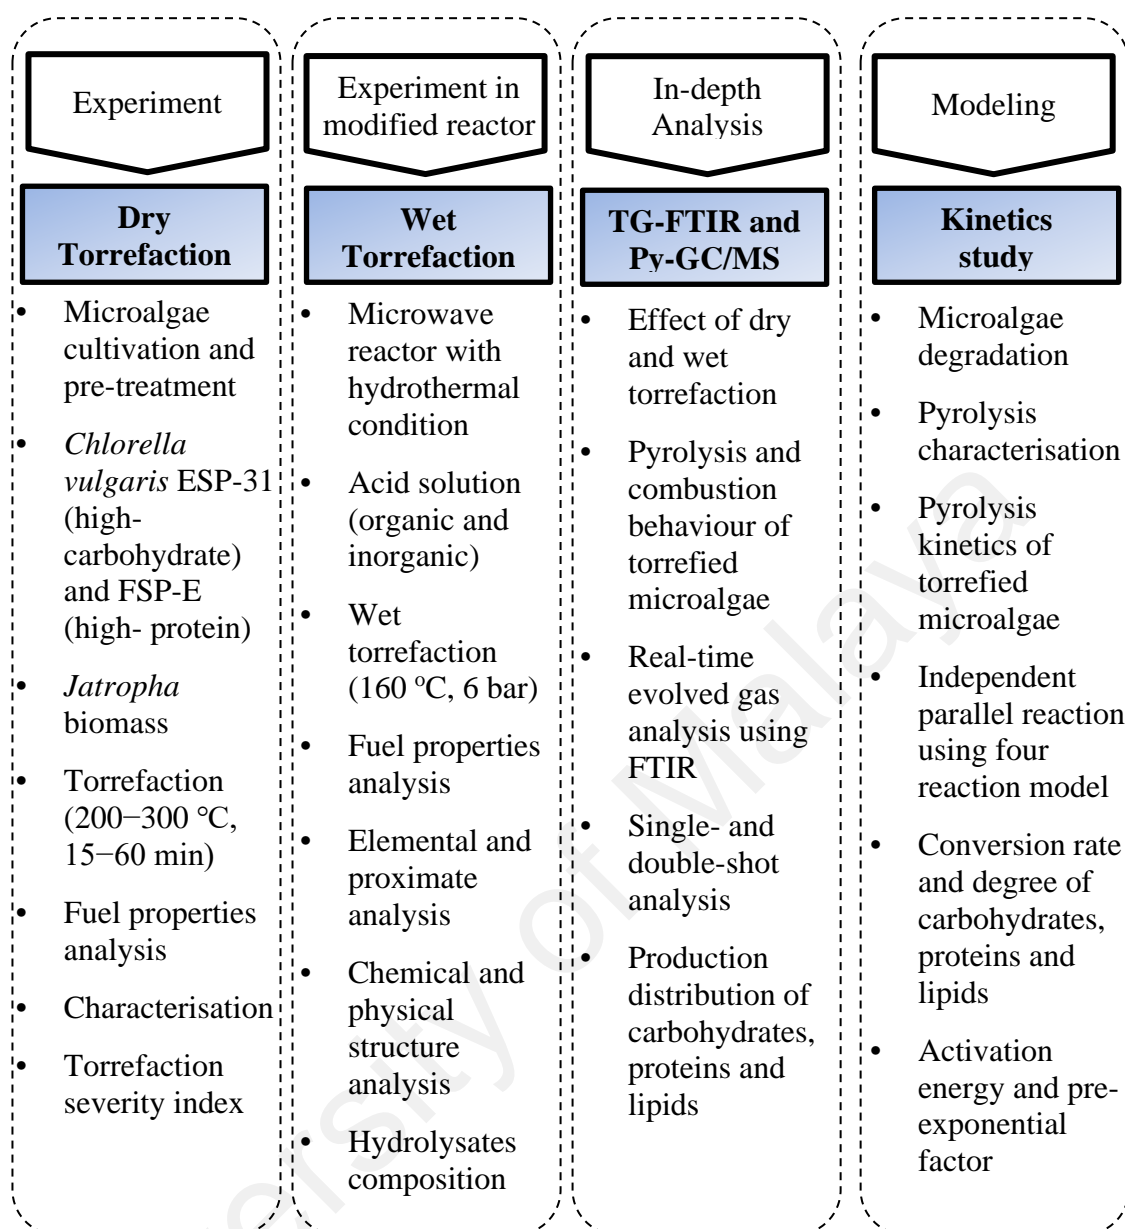 Experiment
Dry
Torrefaction
• Microalgae
cultivation and
pre-treatment
• Chlorella
vulgaris ESP-31
(high-
carbohydrate)
and FSP-E
(high- protein)
• Jatropha
biomass
• Torrefaction
(200−300 °C,
15−60 min)
• Fuel properties
analysis
• Characterisation
• Torrefaction
severity index
Experiment in
modified reactor
Wet
Torrefaction
• Microwave
reactor with
hydrothermal
condition
• Acid solution
(organic and
inorganic)
• Wet
torrefaction
(160 °C, 6 bar)
• Fuel properties
analysis
• Elemental and
proximate
analysis
• Chemical and
physical
structure
analysis
• Hydrolysates
composition
In-depth
Analysis
TG-FTIR and
Py-GC/MS
• Effect of dry
and wet
torrefaction
• Pyrolysis and
combustion
behaviour of
torrefied
microalgae
• Real-time
evolved gas
analysis using
FTIR
• Single- and
double-shot
analysis
• Production
distribution of
carbohydrates,
proteins and
lipids
Modeling
Kinetics
study
• Microalgae
degradation
• Pyrolysis
characterisation
• Pyrolysis
kinetics of
torrefied
microalgae
• Independent
parallel reaction
using four
reaction model
• Conversion rate
and degree of
carbohydrates,
proteins and
lipids
• Activation
energy and pre-
exponential
factor
ersity of Malaya